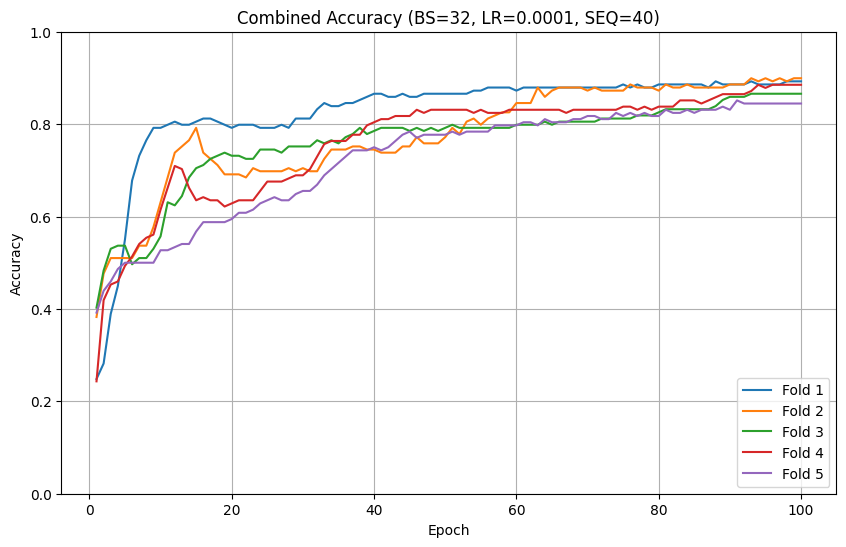 Combined Accuracy (BS=32, LR=0.0001, SEQ=40)
1.0
0.8
0.6
0.4
0.2
0.0
Accuracy
0 20 40 60 80 100
Epoch
Fold 1
Fold 2
Fold 3
Fold 4
Fold 5